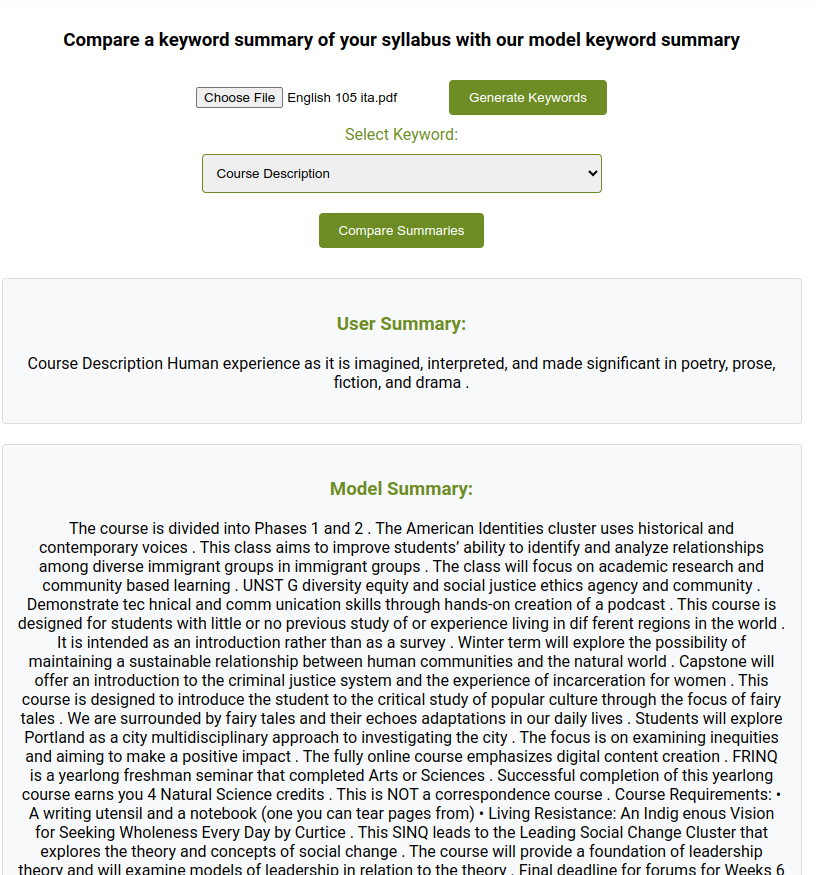 Compare a keyword summary of your syllabus with our model keyword summary
Choose File English 105 ita.pdf Generate Keywords
Select Keyword:
Course Description
Compare Summaries
User Summary:
Course Description Human experience as it is imagined, interpreted, and made significant in poetry, prose,
fiction, and drama .
Model Summary:
The course is divided into Phases 1 and 2 . The American Identities cluster uses historical and
contemporary voices . This class aims to improve students’ ability to identify and analyze relationships
among diverse immigrant groups in immigrant groups . The class will focus on academic research and
community based learning . UNST G diversity equity and social justice ethics agency and community .
Demonstrate tec hnical and comm unication skills through hands-on creation of a podcast . This course is
designed for students with little or no previous study of or experience living in dif ferent regions in the world .
It is intended as an introduction rather than as a survey . Winter term will explore the possibility of
maintaining a sustainable relationship between human communities and the natural world . Capstone will
offer an introduction to the criminal justice system and the experience of incarceration for women . This
course is designed to introduce the student to the critical study of popular culture through the focus of fairy
tales . We are surrounded by fairy tales and their echoes adaptations in our daily lives . Students will explore
Portland as a city multidisciplinary approach to investigating the city . The focus is on examining inequities
and aiming to make a positive impact . The fully online course emphasizes digital content creation . FRINQ
is a yearlong freshman seminar that completed Arts or Sciences . Successful completion of this yearlong
course earns you 4 Natural Science credits . This is NOT a correspondence course . Course Requirements: •
A writing utensil and a notebook (one you can tear pages from) • Living Resistance: An Indig enous Vision
for Seeking Wholeness Every Day by Curtice . This SINQ leads to the Leading Social Change Cluster that
explores the theory and concepts of social change . The course will provide a foundation of leadership
theory and will examine models of leadership in relation to the theory . Final deadline for forums for Weeks 6